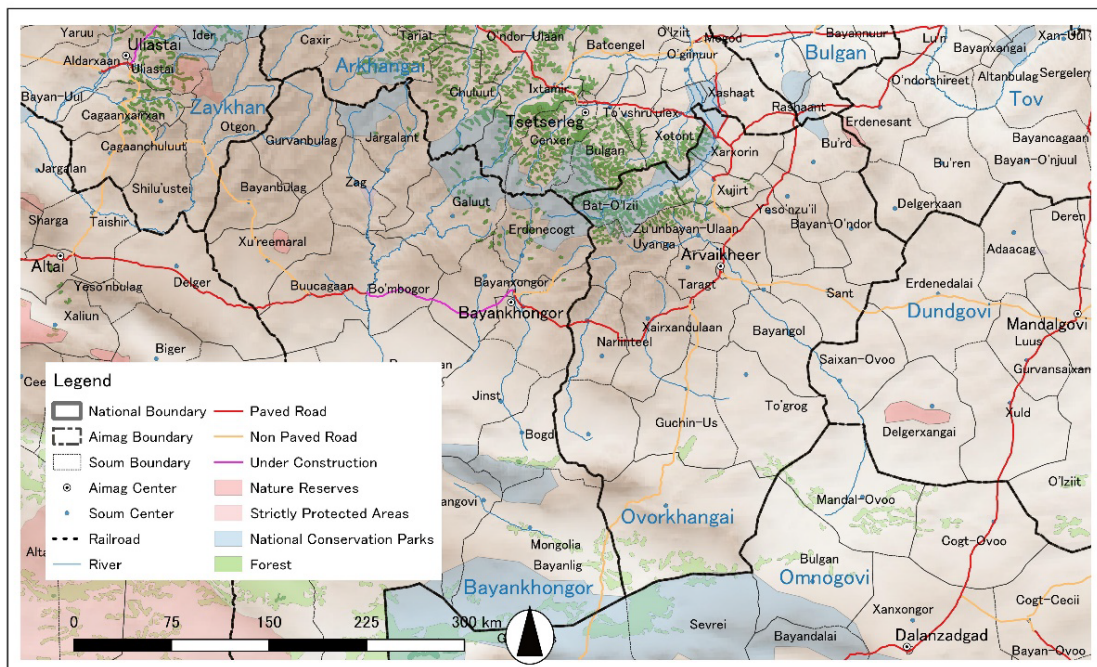 Yaruu
Ider
Caxir
Tariat
O'ndor-Ulaan
O'lziit
Mogod
Bayannuur
Lu'n
Uliastai
Batcengel
O'giinuur
Bulgan
Bayanxangai
Aldarxaan
Uliastai
Arkhangai
Ixtamir
O'ndorshireet
Altanbulag
Sergelen
Bayan-Uul
Zavkhan
Chuluut
Xashaat
Rashaant
Tov
Cagaanxairxan
Tsetserleg
To'vshru'ulex
Erdenesant
Otgon
Gurvanbulag
Jargalant
Cenxer
Xotont
Bayancagaan
Cagaanchuluut
Bulgan
Xarkorin
Bu'rd
Bu'ren
Bayan-O'njuul
Jargalan
Zag
Shilu'ustei
Bayanbulag
Galuut
Bat-O'lzii
Xujirt
Yeso'nzu'il
Delgerxaan
Sharga
Taishir
Erdenecogt
Zu'unbayan-Ulaan
Bayan-O'ndor
Deren
Xu'reemaral
Uyanga
Adaacag
Altai
Arvaikheer
Yeso'nbulag
Delger
Buucagaan
Bo'mbogor
Bayanxongor
Taragt
Sant
Erdenedalai
Bayankhongor
Dundgovi
Xaliun
Xairxandulaan
Bayangol
Mandalgovi
Biger
Nariinteel
Saixan-Ovoo
Luus
Gurvansaixan
Jinst
To'grog
Xuld
Bogd
Guchin-Us
Delgerxangai
O'lziit
Mandal-Ovoo
Ovorkhangai
Mongolia
Cogt-Ovoo
Bayanlig
Bulgan
Bayankhongor
Omnogovi
Cogt-Cecii
Sevrei
Xanxongor
Bayandalai
Dalanzadgad
Bayan-Ovoo
Legend
National Boundary
Paved Road
Aimag Boundary
Non Paved Road
Soum Boundary
Under Construction
Aimag Center
Nature Reserves
Soum Center
Strictly Protected Areas
Railroad
National Conservation Parks
River
Forest
0 75 150 225 300 km